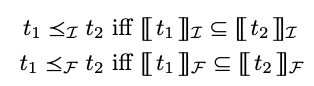 t₁ ⪯_ℐ t₂ iff ⟦ t₁ ⟧_ℐ ⊆ ⟦ t₂ ⟧_ℐ
t₁ ⪯_ℱ t₂ iff ⟦ t₁ ⟧_ℱ ⊆ ⟦ t₂ ⟧_ℱ